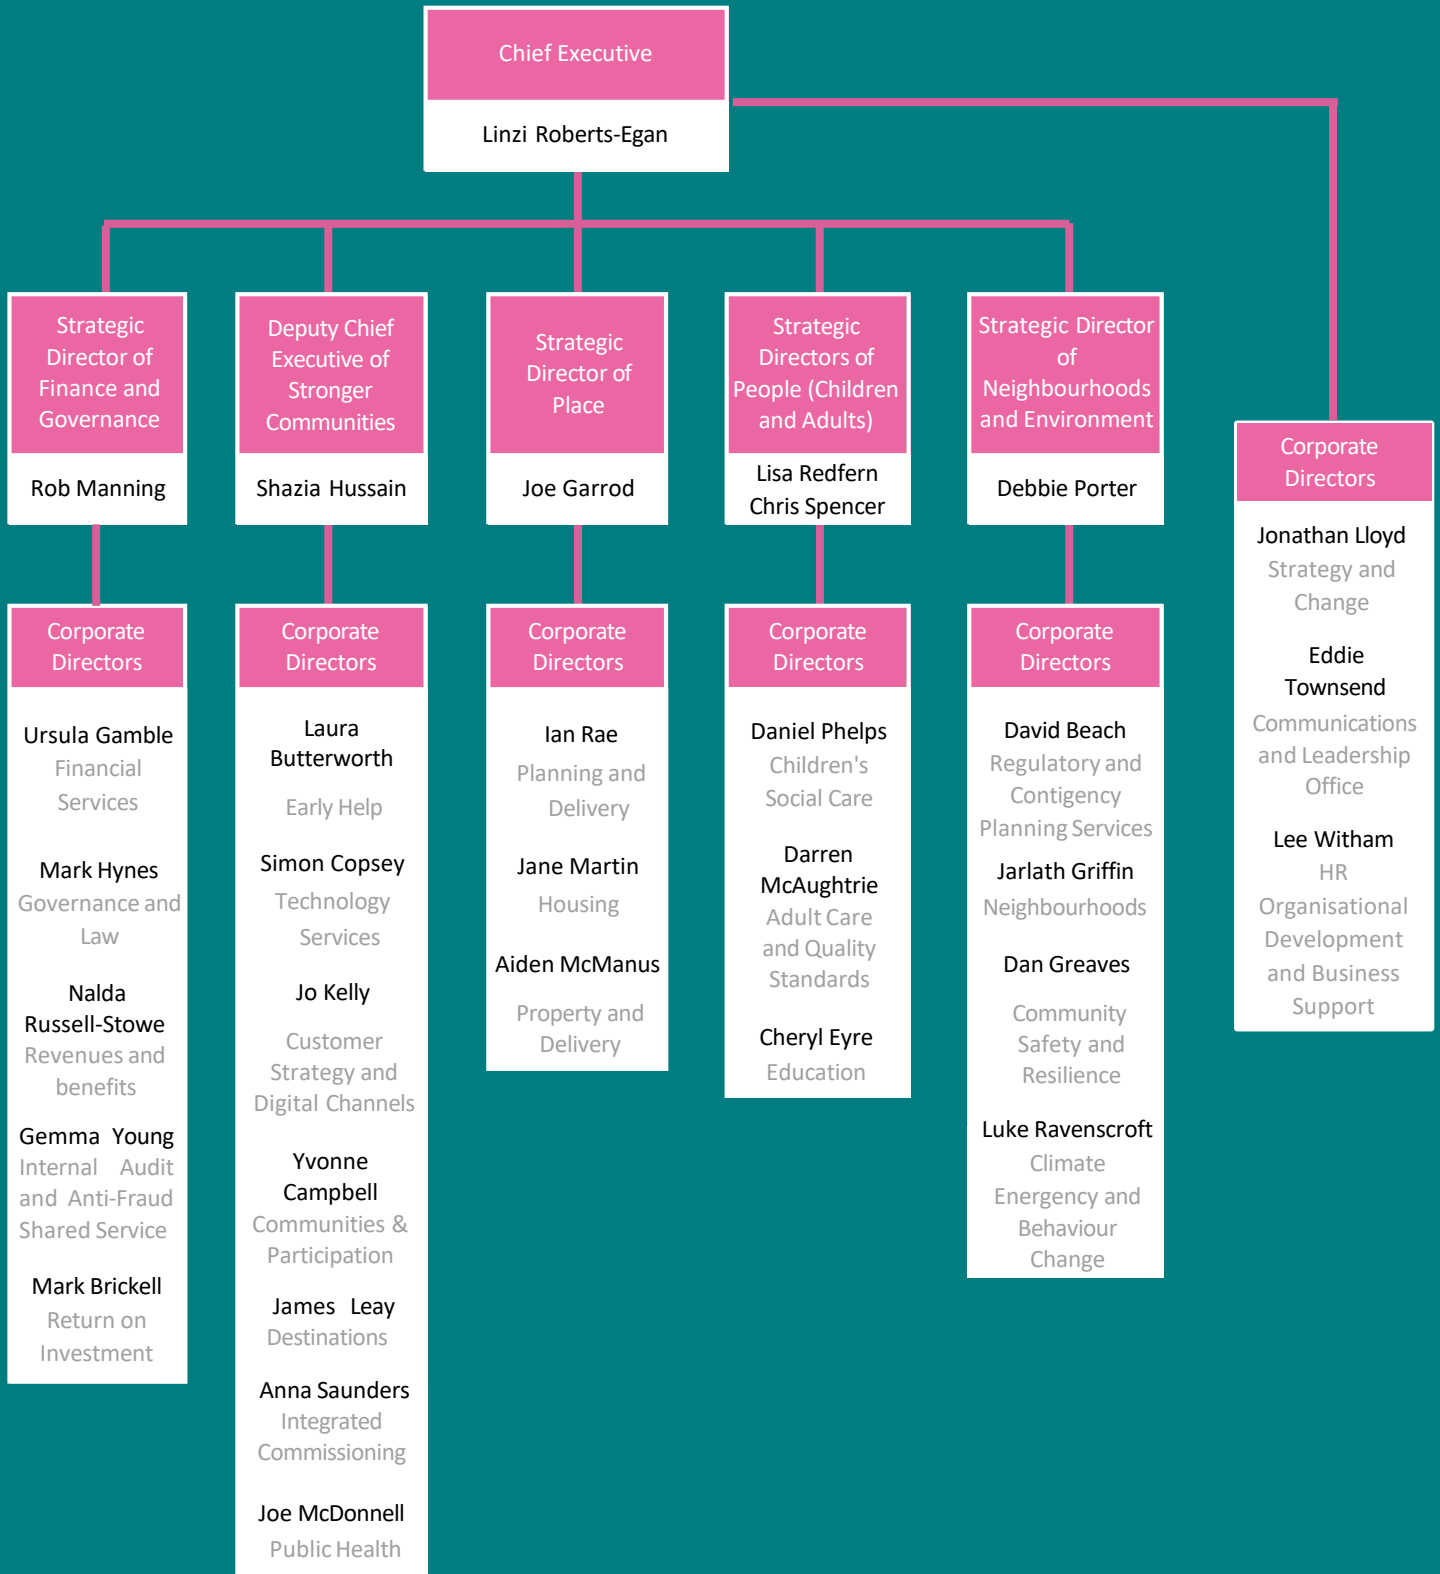 Chief Executive
Linzi Roberts-Egan
Strategic
Director of
Finance and
Governance
Rob Manning
Deputy Chief
Executive of
Stronger
Communities
Shazia Hussain
Strategic
Director of
Place
Joe Garrod
Strategic
Directors of
People (Children
and Adults)
Lisa Redfern
Chris Spencer
Strategic Director
of
Neighbourhoods
and Environment
Debbie Porter
Corporate
Directors
Jonathan Lloyd
Strategy and
Change
Eddie
Townsend
Communications
and Leadership
Office
Lee Witham
HR
Organisational
Development
and Business
Support
Corporate
Directors
Ursula Gamble
Financial
Services
Mark Hynes
Governance and
Law
Nalda
Russell-Stowe
Revenues and
benefits
Gemma Young
Internal Audit
and Anti-Fraud
Shared Service
Mark Brickell
Return on
Investment
Corporate
Directors
Laura
Butterworth
Early Help
Simon Copsey
Technology
Services
Jo Kelly
Customer
Strategy and
Digital Channels
Yvonne
Campbell
Communities &
Participation
James Leay
Destinations
Anna Saunders
Integrated
Commissioning
Joe McDonnell
Public Health
Corporate
Directors
Ian Rae
Planning and
Delivery
Jane Martin
Housing
Aiden McManus
Property and
Delivery
Corporate
Directors
Daniel Phelps
Children's
Social Care
Darren
McAughtrie
Adult Care
and Quality
Standards
Cheryl Eyre
Education
Corporate
Directors
David Beach
Regulatory and
Contigency
Planning Services
Jarlath Griffin
Neighbourhoods
Dan Greaves
Community
Safety and
Resilience
Luke Ravenscroft
Climate
Energency and
Behaviour
Change